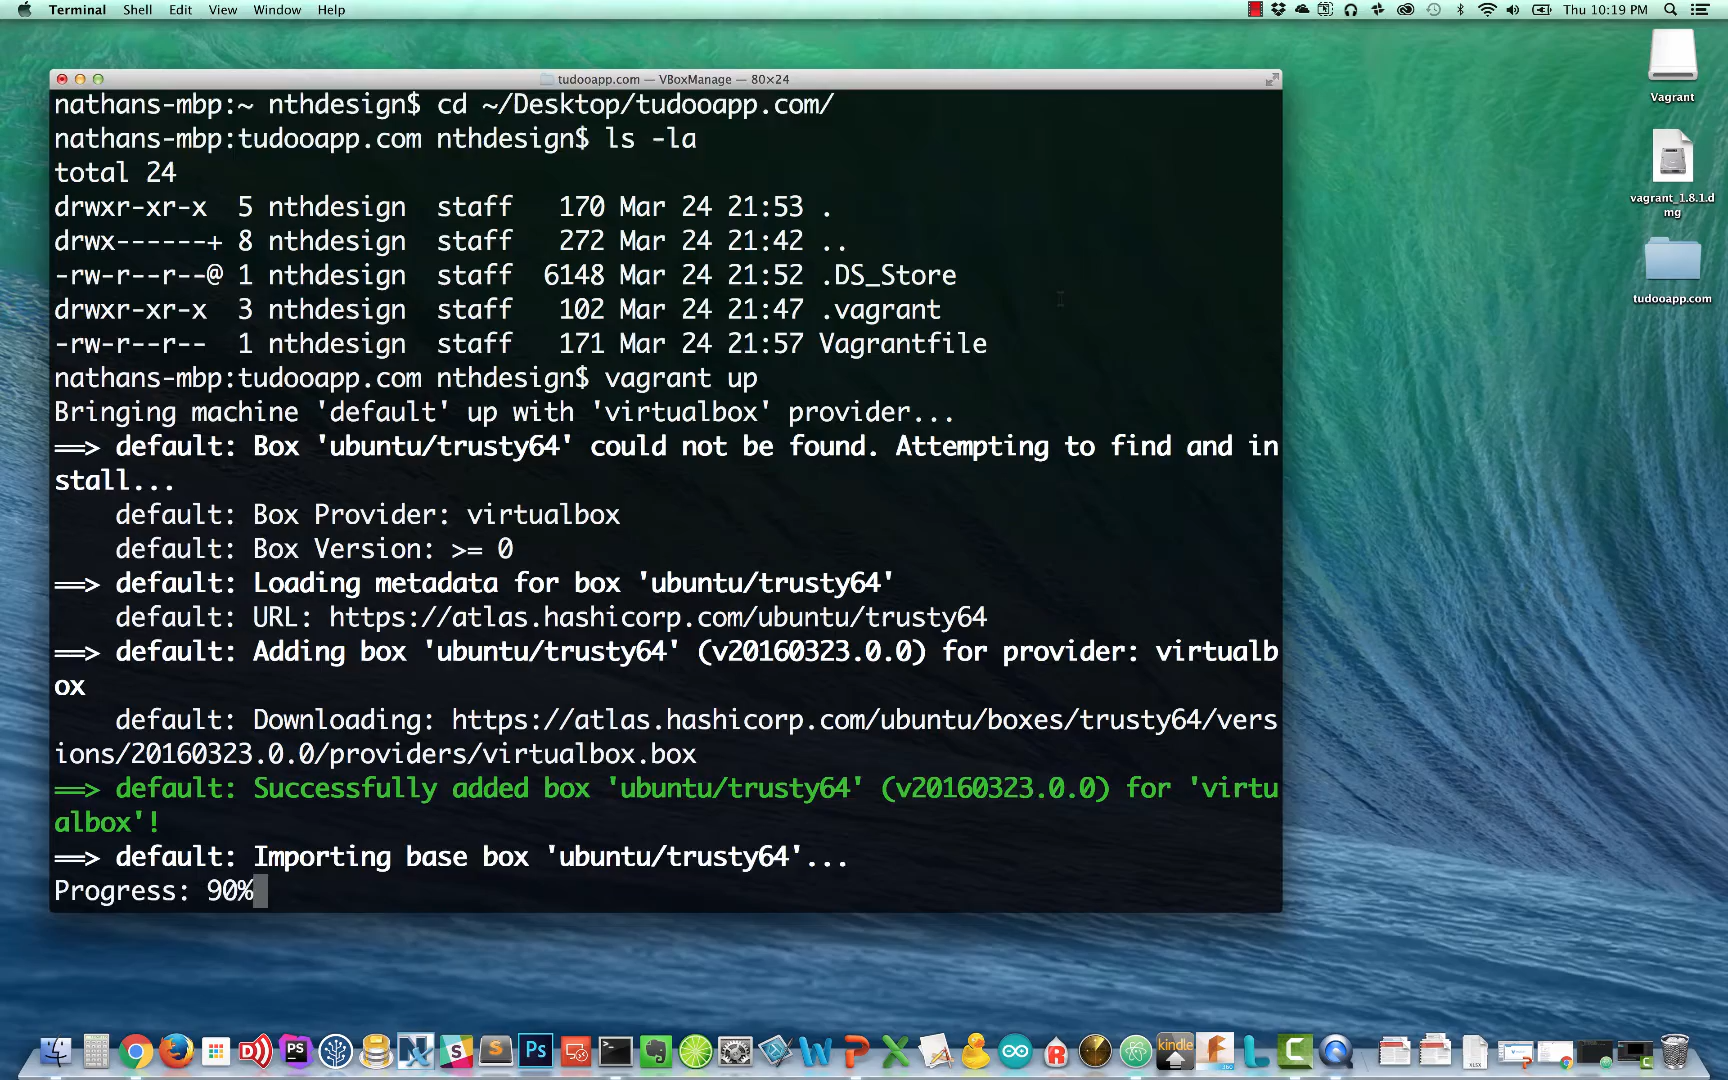 Terminal Shell Edit View Window Help Thu 10:19 PM
tudooapp.com — VBoxManage — 80×24
nathans-mbp:~ nthdesign$ cd ~/Desktop/tudooapp.com/
nathans-mbp:tudooapp.com nthdesign$ ls -la
total 24
drwxr-xr-x 5 nthdesign staff 170 Mar 24 21:53 .
drwx------+ 8 nthdesign staff 272 Mar 24 21:42 ..
-rw-r--r--@ 1 nthdesign staff 6148 Mar 24 21:52 .DS_Store
drwxr-xr-x 3 nthdesign staff 102 Mar 24 21:47 .vagrant
-rw-r--r-- 1 nthdesign staff 171 Mar 24 21:57 Vagrantfile
nathans-mbp:tudooapp.com nthdesign$ vagrant up
Bringing machine 'default' up with 'virtualbox' provider...
==> default: Box 'ubuntu/trusty64' could not be found. Attempting to find and in
stall...
default: Box Provider: virtualbox
default: Box Version: >= 0
==> default: Loading metadata for box 'ubuntu/trusty64'
default: URL: https://atlas.hashicorp.com/ubuntu/trusty64
==> default: Adding box 'ubuntu/trusty64' (v20160323.0.0) for provider: virtualb
ox
default: Downloading: https://atlas.hashicorp.com/ubuntu/boxes/trusty64/vers
ions/20160323.0.0/providers/virtualbox.box
==> default: Successfully added box 'ubuntu/trusty64' (v20160323.0.0) for 'virtu
albox'!
==> default: Importing base box 'ubuntu/trusty64'...
Progress: 90%
Vagrant
vagrant_1.8.1.d
mg
tudooapp.com
PS
Ps
kindle
XLSX